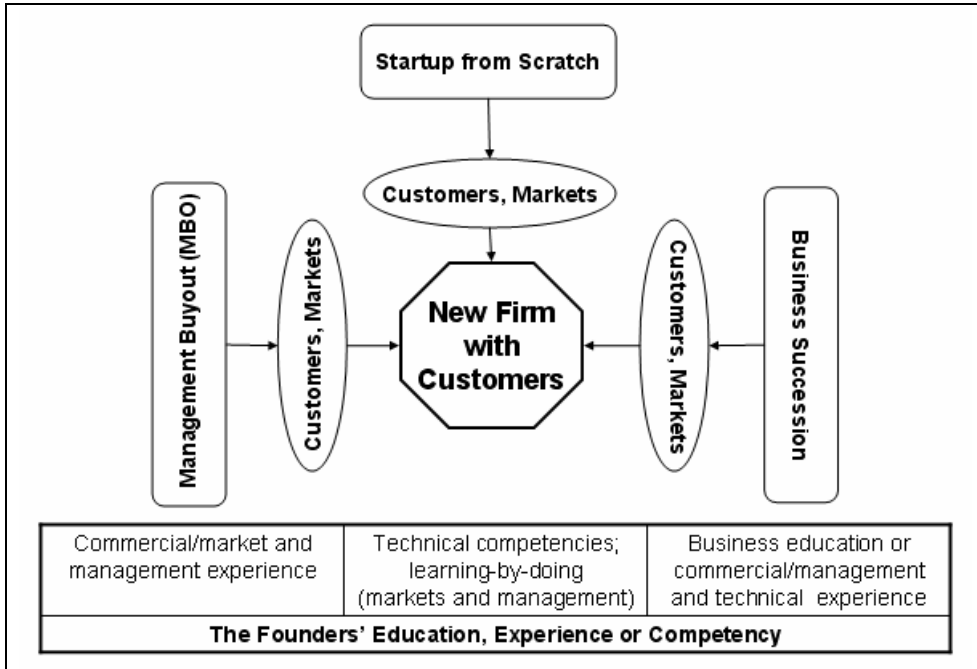 Startup from Scratch
Customers, Markets
Management Buyout (MBO)
Customers, Markets
New Firm
with
Customers
Customers, Markets
Business Succession
Commercial/market and
management experience
Technical competencies;
learning-by-doing
(markets and management)
Business education or
commercial/management
and technical experience
The Founders’ Education, Experience or Competency